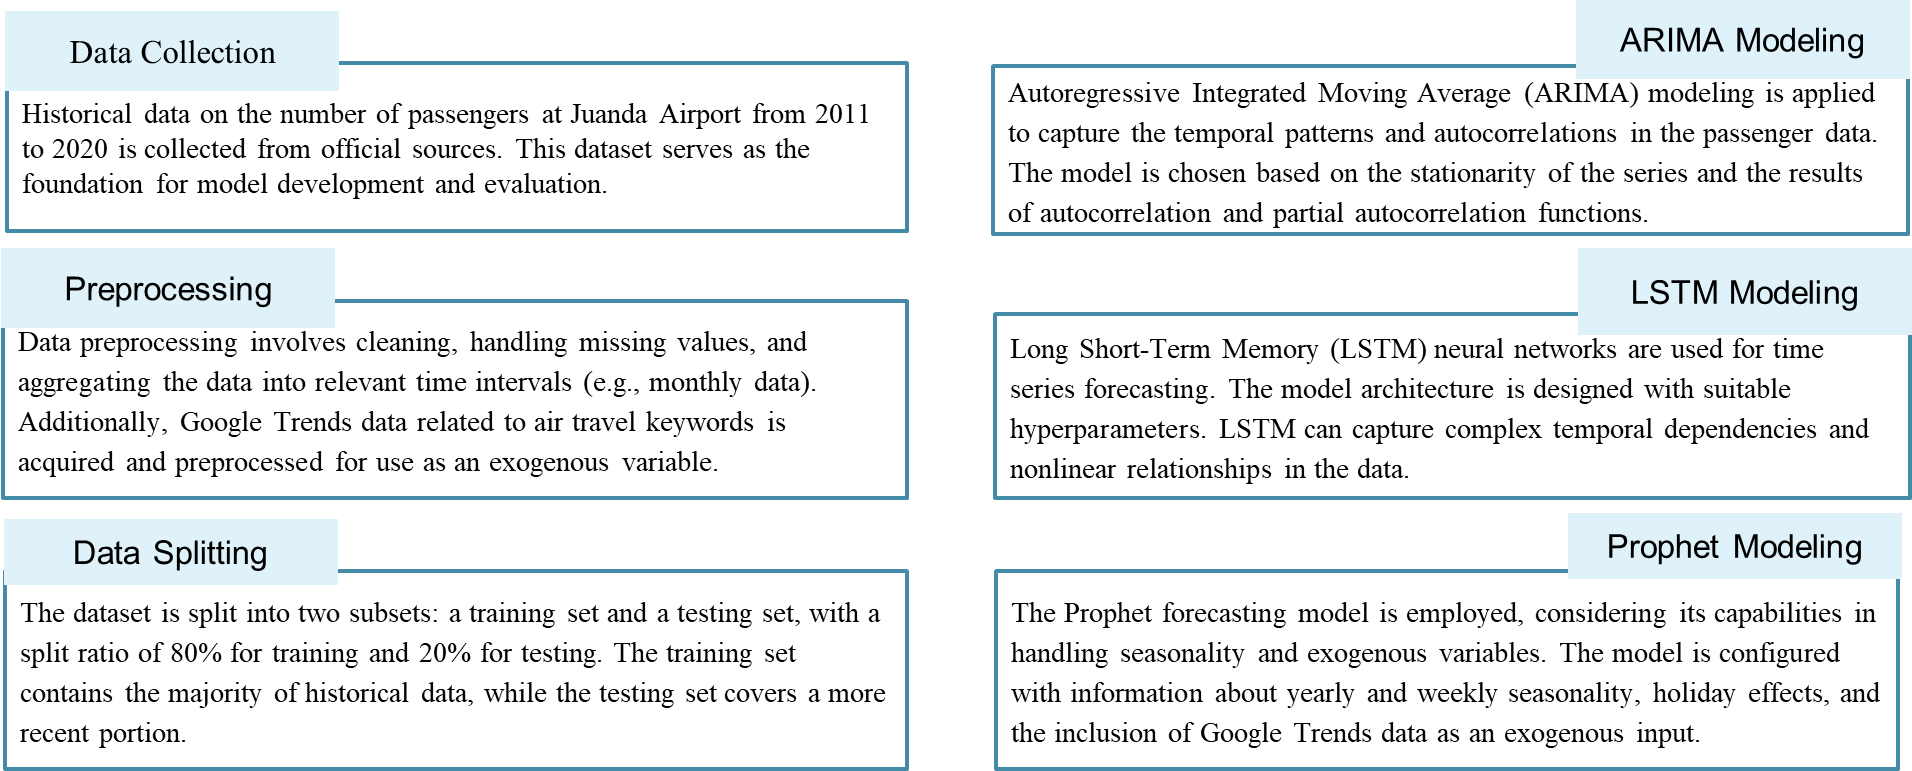 Data Collection
Historical data on the number of passengers at Juanda Airport from 2011
to 2020 is collected from official sources. This dataset serves as the
foundation for model development and evaluation.
Preprocessing
Data preprocessing involves cleaning, handling missing values, and
aggregating the data into relevant time intervals (e.g., monthly data).
Additionally, Google Trends data related to air travel keywords is
acquired and preprocessed for use as an exogenous variable.
Data Splitting
The dataset is split into two subsets: a training set and a testing set, with a
split ratio of 80% for training and 20% for testing. The training set
contains the majority of historical data, while the testing set covers a more
recent portion.
ARIMA Modeling
Autoregressive Integrated Moving Average (ARIMA) modeling is applied
to capture the temporal patterns and autocorrelations in the passenger data.
The model is chosen based on the stationarity of the series and the results
of autocorrelation and partial autocorrelation functions.
LSTM Modeling
Long Short-Term Memory (LSTM) neural networks are used for time
series forecasting. The model architecture is designed with suitable
hyperparameters. LSTM can capture complex temporal dependencies and
nonlinear relationships in the data.
Prophet Modeling
The Prophet forecasting model is employed, considering its capabilities in
handling seasonality and exogenous variables. The model is configured
with information about yearly and weekly seasonality, holiday effects, and
the inclusion of Google Trends data as an exogenous input.